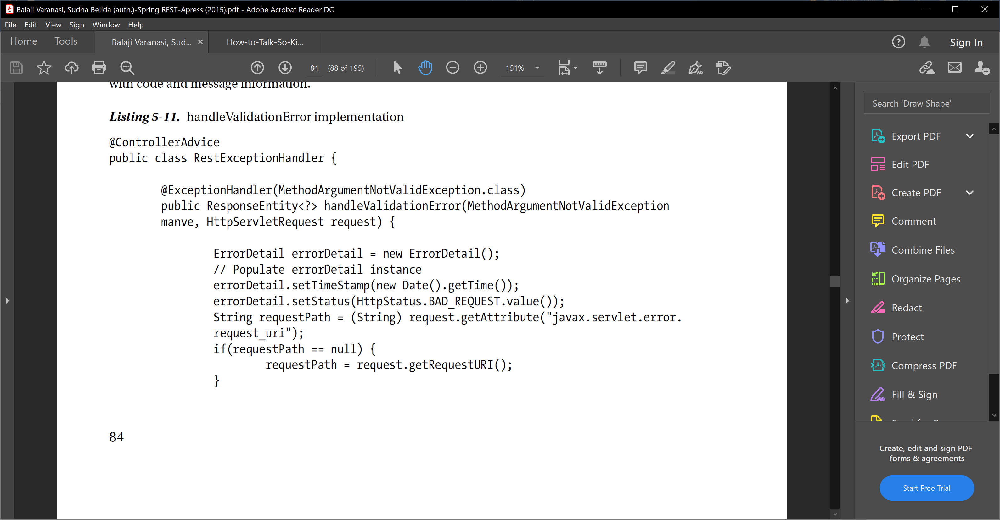 Balaji Varanasi, Sudha Belida (auth.)-Spring REST-Apress (2015).pdf - Adobe Acrobat Reader DC
File Edit View Sign Window Help
Home Tools Balaji Varanasi, Sud... × How-to-Talk-So-Ki... Sign In
84 (88 of 195) 151%
with code and message information.
Listing 5-11. handleValidationError implementation
@ControllerAdvice
public class RestExceptionHandler {
@ExceptionHandler(MethodArgumentNotValidException.class)
public ResponseEntity<?> handleValidationError(MethodArgumentNotValidException
manve, HttpServletRequest request) {
ErrorDetail errorDetail = new ErrorDetail();
// Populate errorDetail instance
errorDetail.setTimeStamp(new Date().getTime());
errorDetail.setStatus(HttpStatus.BAD_REQUEST.value());
String requestPath = (String) request.getAttribute("javax.servlet.error.
request_uri");
if(requestPath == null) {
requestPath = request.getRequestURI();
}
84
Search 'Draw Shape'
Export PDF
Edit PDF
Create PDF
Comment
Combine Files
Organize Pages
Redact
Protect
Compress PDF
Fill & Sign
Create, edit and sign PDF
forms & agreements
Start Free Trial